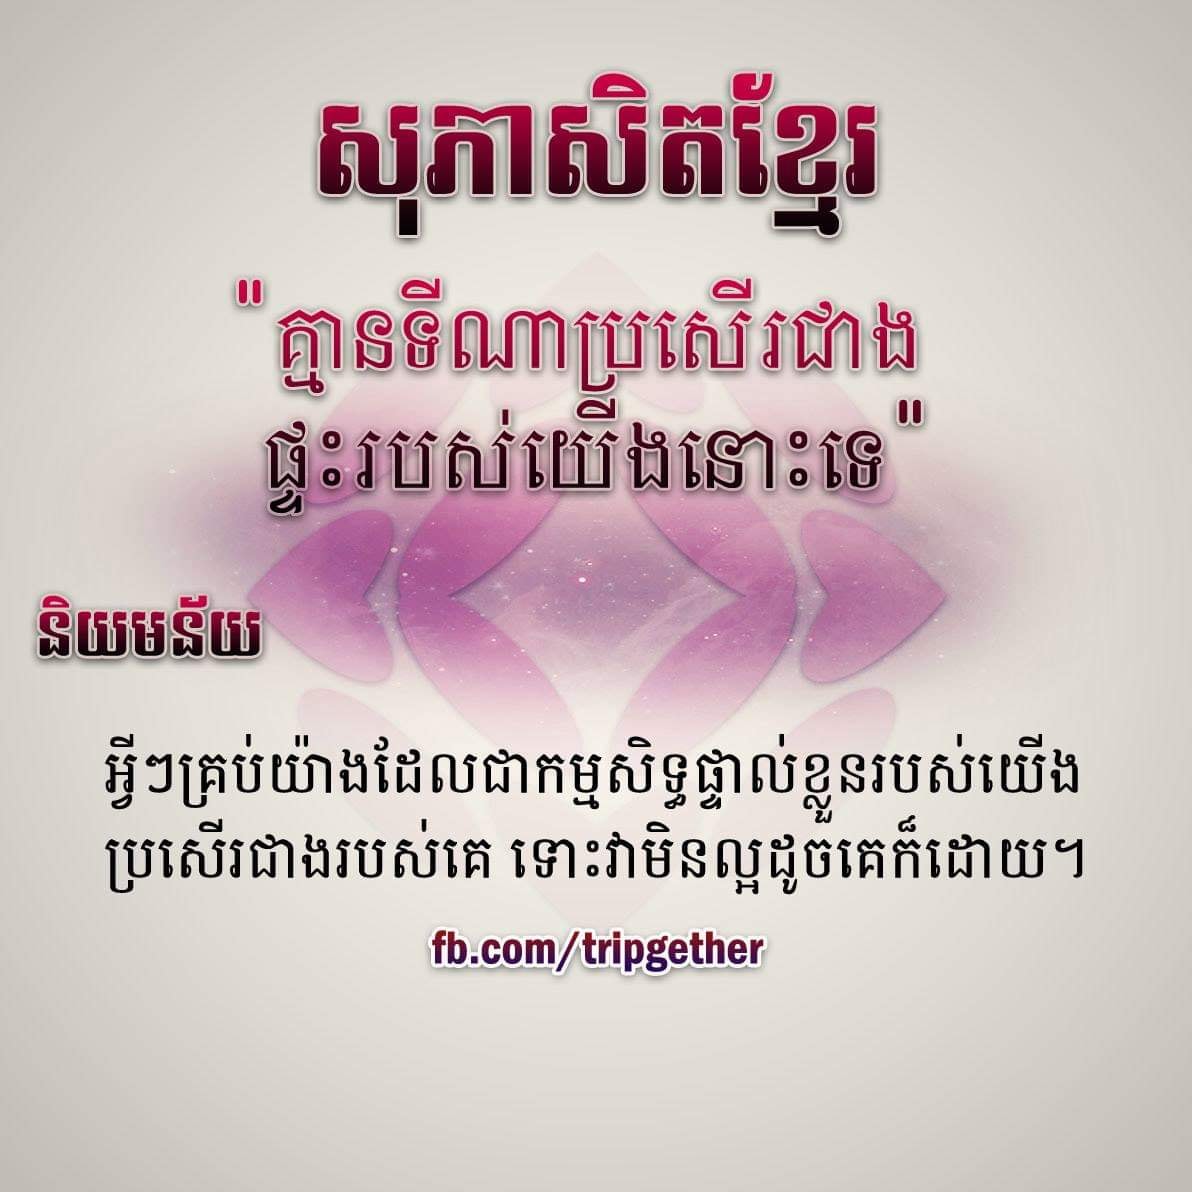 សុភាសិតខ្មែរ
"គ្មានទីណាប្រសើរជាង
ផ្ទះរបស់យើងនោះទេ"
និយមន័យ
អ្វីៗគ្រប់យ៉ាងដែលជាកម្មសិទ្ធផ្ទាល់ខ្លួនរបស់យើង
ប្រសើរជាងរបស់គេ ទោះវាមិនល្អដូចគេក៏ដោយ។
fb.com/tripgether